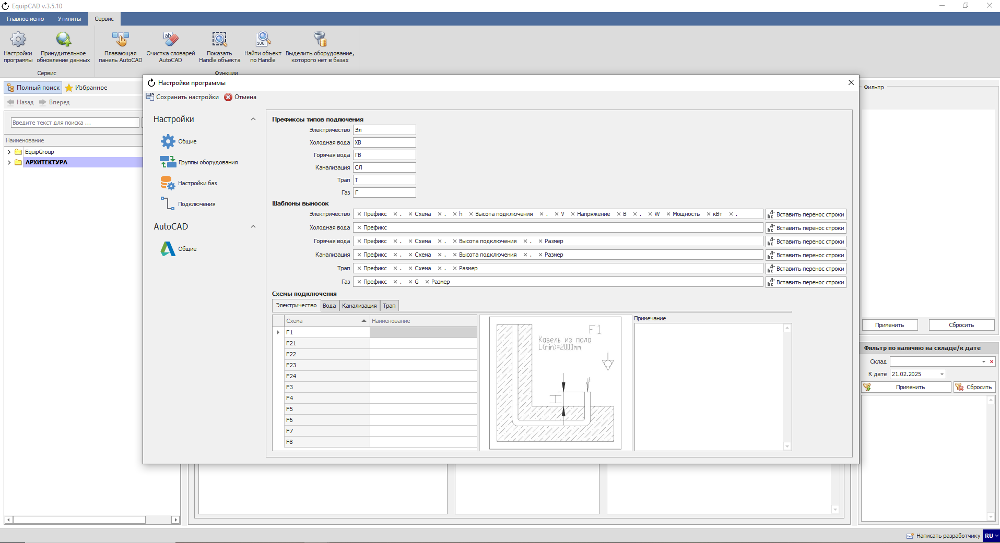 EquipCAD v.3.5.10
Главное меню Утилиты Сервис
Настройки программы
Принудительное обновление данных
Плавающая панель AutoCAD
Очистка словарей AutoCAD
Показать Handle объекта
Найти объект по Handle
Выделить оборудование, которого нет в базах
Сервис
Функции
Полный поиск Избранное
Назад Вперед
Введите текст для поиска ...
Наименование
EquipGroup
АРХИТЕКТУРА
Настройки программы
Сохранить настройки Отмена
Настройки
Общие
Группы оборудования
Настройки баз
Подключения
AutoCAD
Общие
Префиксы типов подлючения
Электричество Эл
Холодная вода ХВ
Горячая вода ГВ
Канализация СЛ
Трап Т
Газ Г
Шаблоны выносок
Электричество × Префикс × . × Схема × . × h × Высота подключения × . × V × Напряжение × В × . × W × Мощность × кВт × . Вставить перенос строки
Холодная вода × Префикс Вставить перенос строки
Горячая вода × Префикс × . × Схема × . × Высота подключения × . × Размер Вставить перенос строки
Канализация × Префикс × . × Схема × . × Высота подключения × . × Размер Вставить перенос строки
Трап × Префикс × . × Схема × . × Размер Вставить перенос строки
Газ × Префикс × . × G × Размер Вставить перенос строки
Схемы подключения
Электричество Вода Канализация Трап
Схема Наименование
F1
F21
F22
F23
F24
F3
F4
F5
F6
F7
F8
F1
Кабель из пола
L(min)=2000mm
H
Примечание
Фильтр
Применить Сбросить
Фильтр по наличию на складе/к дате
Склад
К дате 21.02.2025
Применить Сбросить
Написать разработчику RU